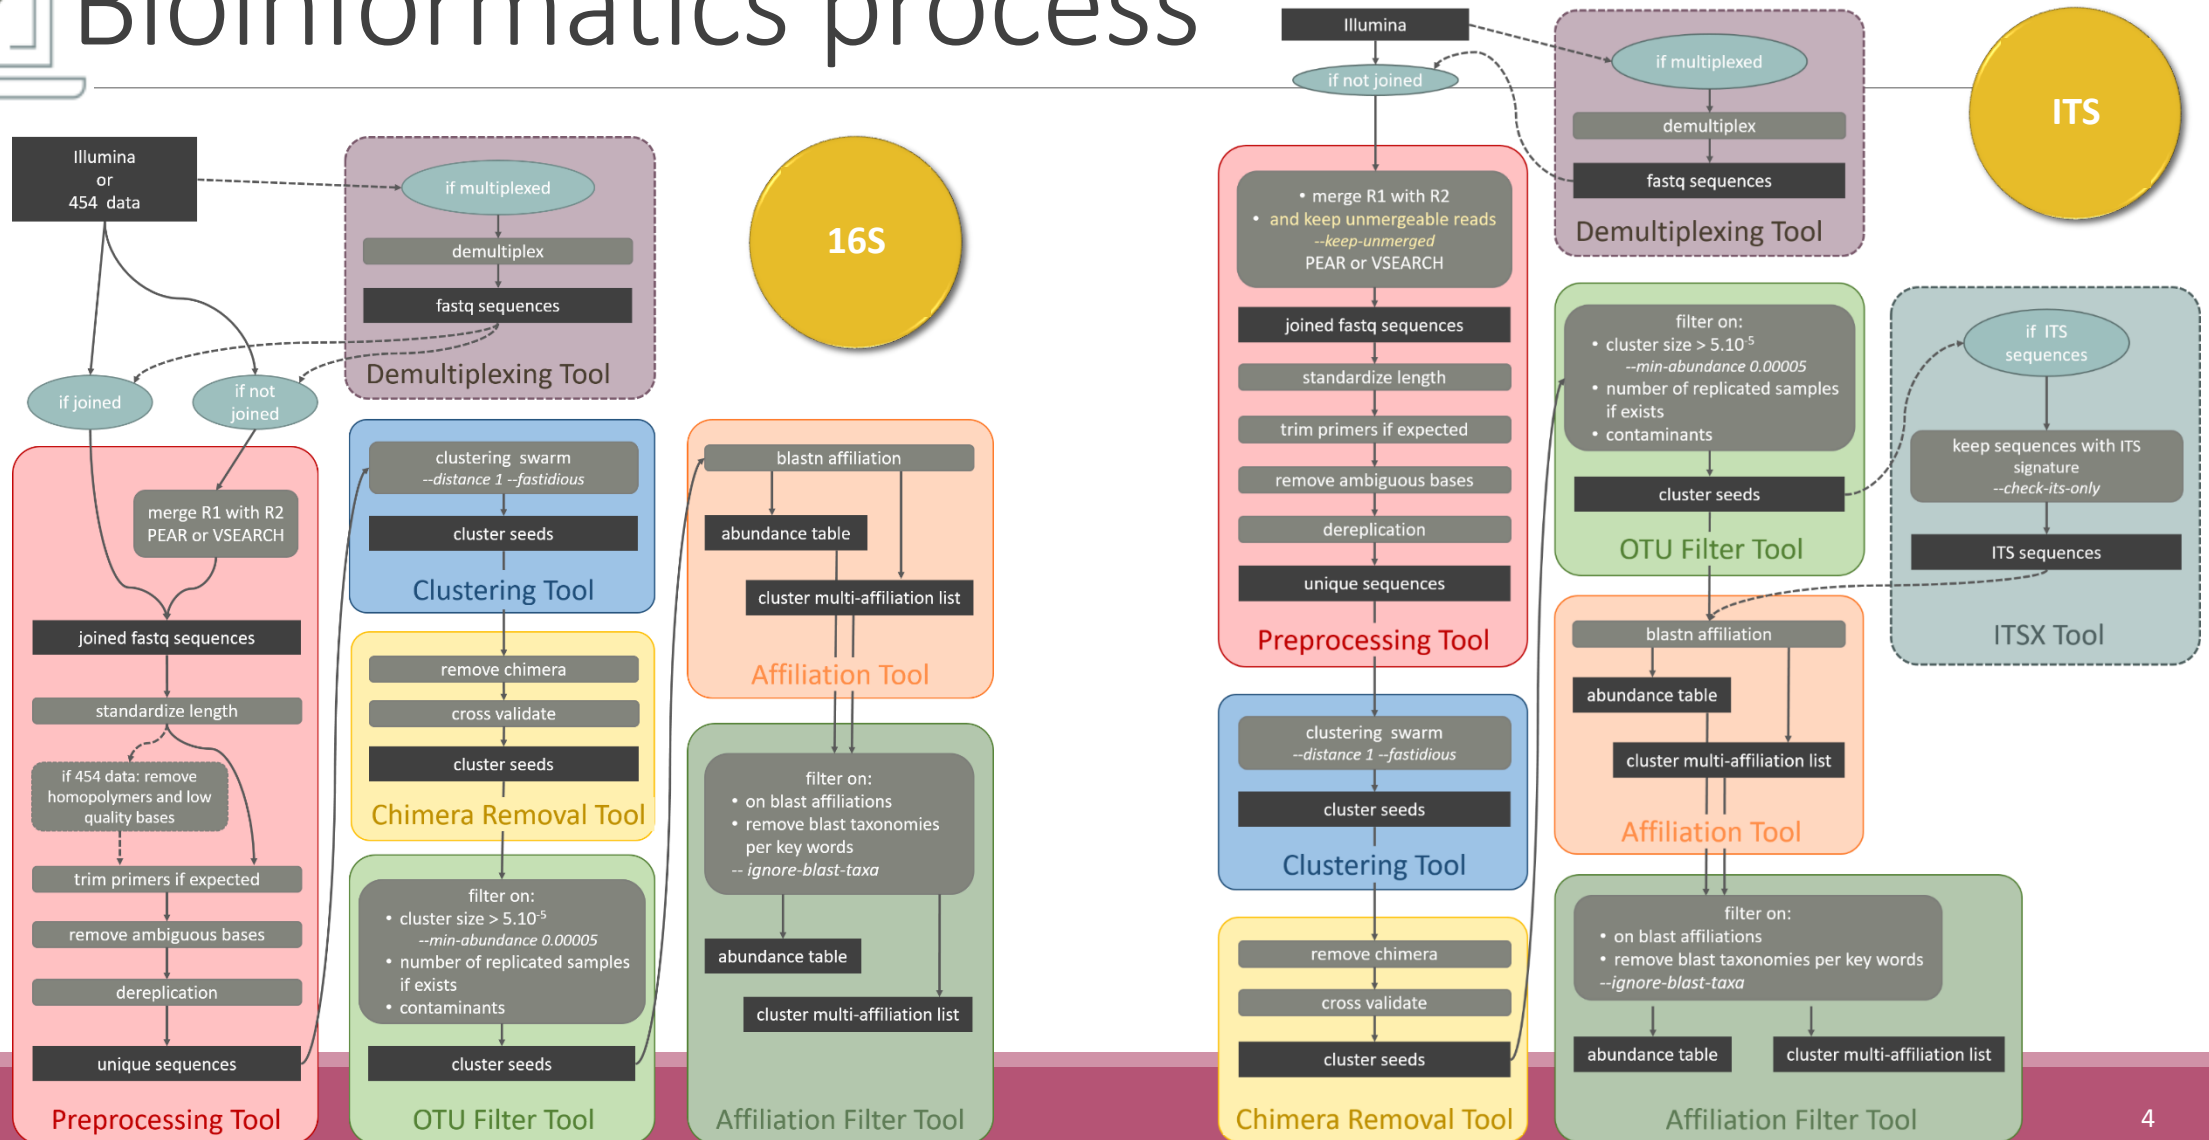 Bioinformatics process
Illumina
or
454 data
if multiplexed
demultiplex
fastq sequences
Demultiplexing Tool
16S
if joined
if not
joined
merge R1 with R2
PEAR or VSEARCH
joined fastq sequences
standardize length
if 454 data: remove
homopolymers and low
quality bases
trim primers if expected
remove ambiguous bases
dereplication
unique sequences
Preprocessing Tool
clustering swarm
--distance 1 --fastidious
cluster seeds
Clustering Tool
remove chimera
cross validate
cluster seeds
Chimera Removal Tool
filter on:
• cluster size > 5.10⁻⁵
--min-abundance 0.00005
• number of replicated samples
if exists
• contaminants
cluster seeds
OTU Filter Tool
blastn affiliation
abundance table
cluster multi-affiliation list
Affiliation Tool
filter on:
• on blast affiliations
• remove blast taxonomies
per key words
-- ignore-blast-taxa
abundance table
cluster multi-affiliation list
Affiliation Filter Tool
Illumina
if not joined
if multiplexed
demultiplex
fastq sequences
Demultiplexing Tool
ITS
• merge R1 with R2
• and keep unmergeable reads
--keep-unmerged
PEAR or VSEARCH
joined fastq sequences
standardize length
trim primers if expected
remove ambiguous bases
dereplication
unique sequences
Preprocessing Tool
clustering swarm
--distance 1 --fastidious
cluster seeds
Clustering Tool
remove chimera
cross validate
cluster seeds
Chimera Removal Tool
filter on:
• cluster size > 5.10⁻⁵
--min-abundance 0.00005
• number of replicated samples
if exists
• contaminants
cluster seeds
OTU Filter Tool
if ITS
sequences
keep sequences with ITS
signature
--check-its-only
ITS sequences
ITSX Tool
blastn affiliation
abundance table
cluster multi-affiliation list
Affiliation Tool
filter on:
• on blast affiliations
• remove blast taxonomies per key words
--ignore-blast-taxa
abundance table
cluster multi-affiliation list
Affiliation Filter Tool
4